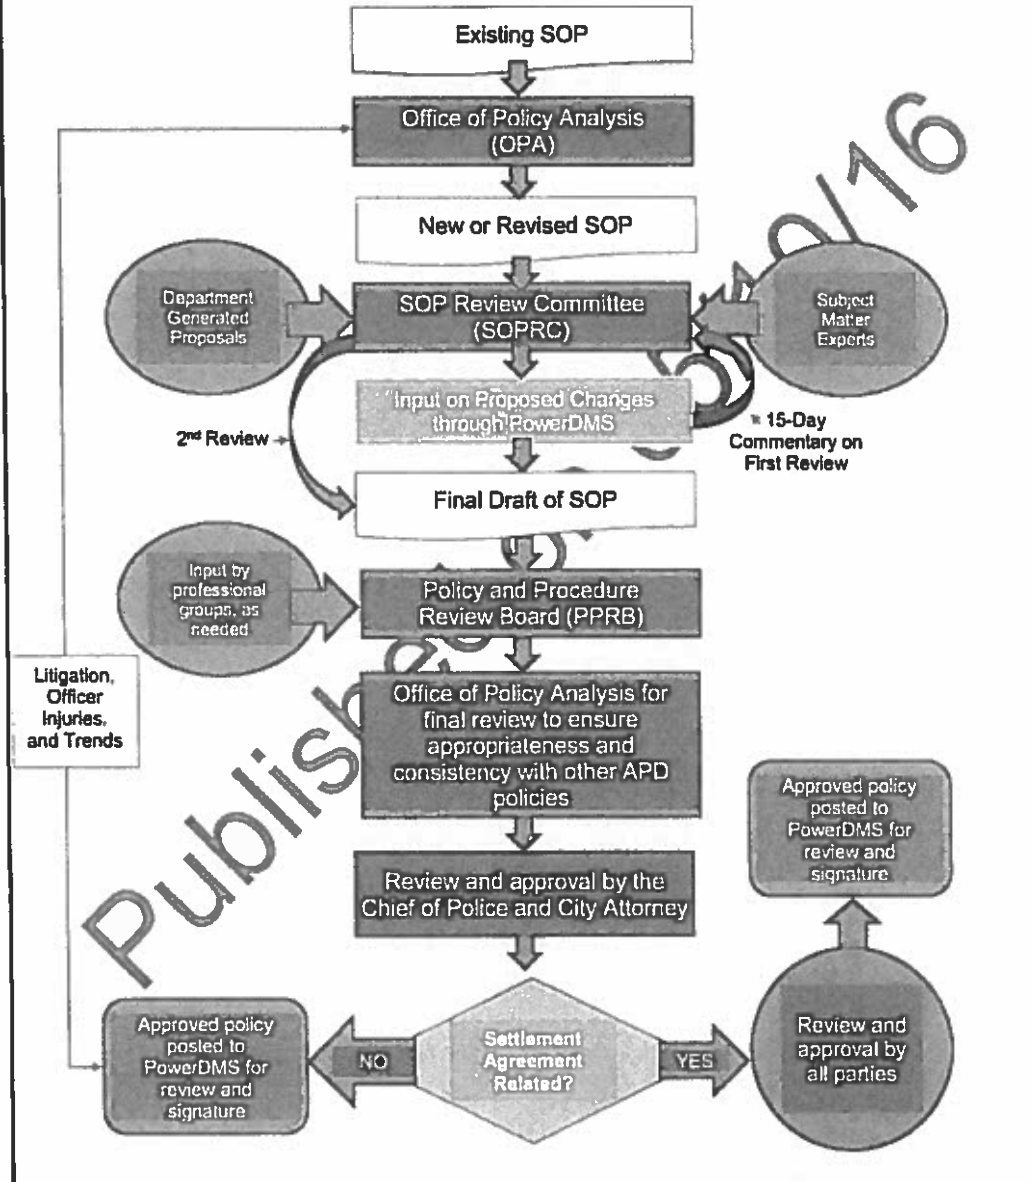 Existing SOP
Office of Policy Analysis
(OPA)
New or Revised SOP
Department
Generated
Proposals
SOP Review Committee
(SOPRC)
Subject
Matter
Experts
Input on Proposed Changes
through PowerDMS
2nd Review
15-Day
Commentary on
First Review
Final Draft of SOP
Input by
professional
groups, as
needed
Policy and Procedure
Review Board (PPRB)
Litigation,
Officer
Injuries,
and Trends
Office of Policy Analysis for
final review to ensure
appropriateness and
consistency with other APD
policies
Approved policy
posted to
PowerDMS for
review and
signature
Review and approval by the
Chief of Police and City Attorney
Approved policy
posted to
PowerDMS for
review and
signature
NO
Settlement
Agreement
Related?
YES
Review and
approval by
all parties